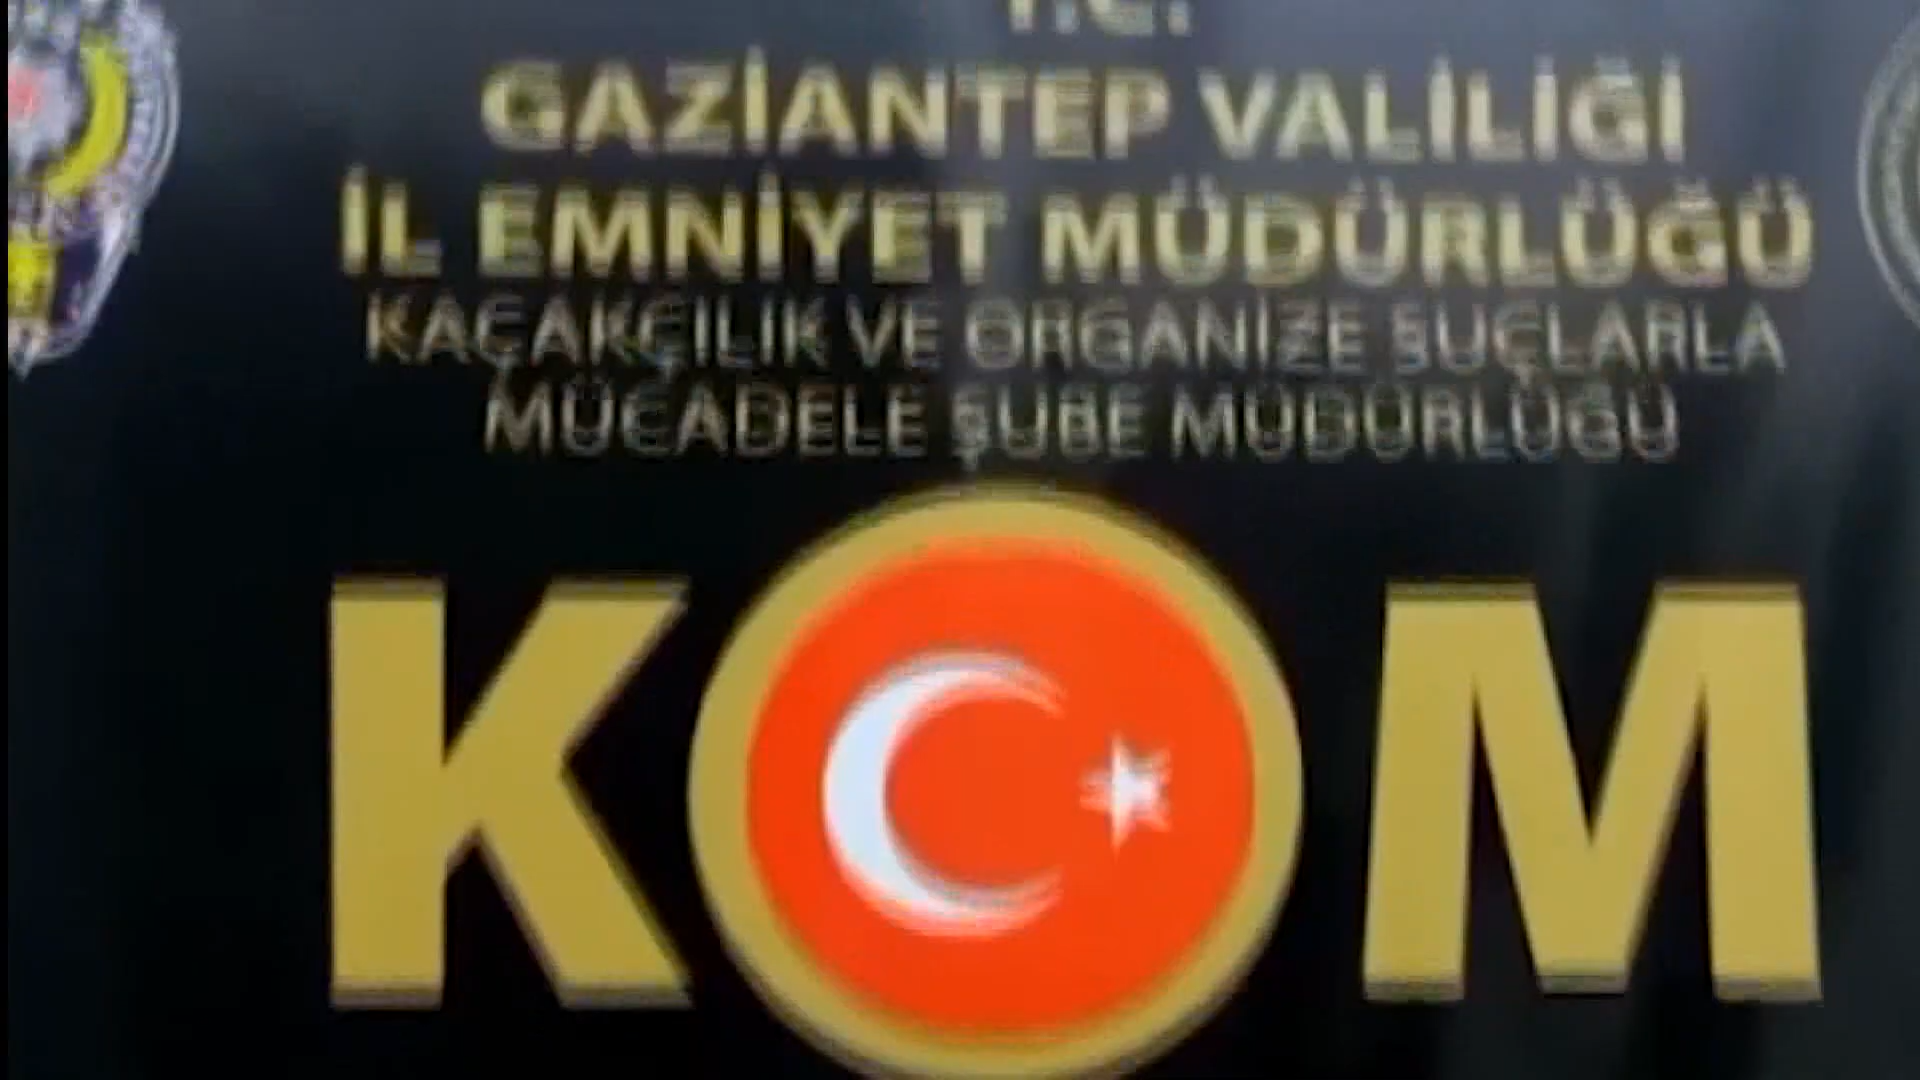 T.C.
GAZİANTEP VALİLİĞİ
İL EMNİYET MÜDÜRLÜĞÜ
KAÇAKÇILIK VE ORGANİZE SUÇLARLA
MÜCADELE ŞUBE MÜDÜRLÜĞÜ
KOM